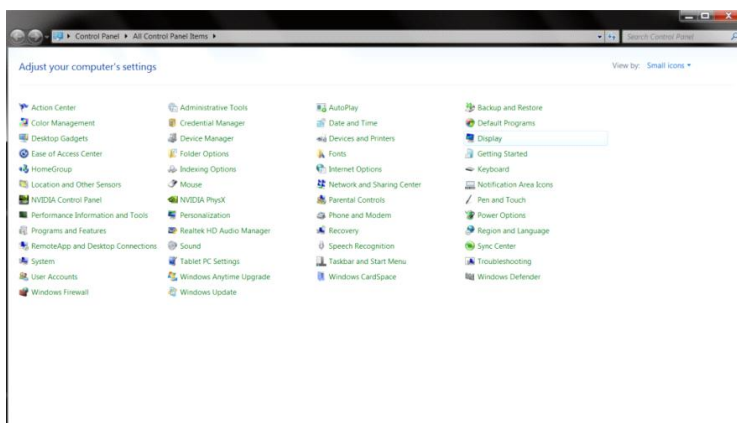 Control Panel ▸ All Control Panel Items ▸
Search Control Panel
Adjust your computer's settings
View by: Small icons
Action Center
Administrative Tools
AutoPlay
Backup and Restore
Color Management
Credential Manager
Date and Time
Default Programs
Desktop Gadgets
Device Manager
Devices and Printers
Display
Ease of Access Center
Folder Options
Fonts
Getting Started
HomeGroup
Indexing Options
Internet Options
Keyboard
Location and Other Sensors
Mouse
Network and Sharing Center
Notification Area Icons
NVIDIA Control Panel
NVIDIA PhysX
Parental Controls
Pen and Touch
Performance Information and Tools
Personalization
Phone and Modem
Power Options
Programs and Features
Realtek HD Audio Manager
Recovery
Region and Language
RemoteApp and Desktop Connections
Sound
Speech Recognition
Sync Center
System
Tablet PC Settings
Taskbar and Start Menu
Troubleshooting
User Accounts
Windows Anytime Upgrade
Windows CardSpace
Windows Defender
Windows Firewall
Windows Update